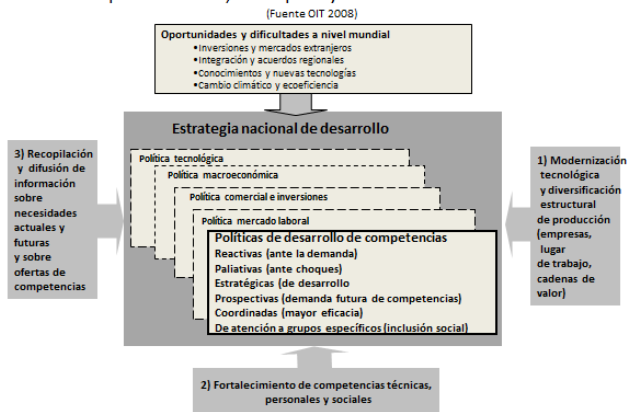 (Fuente OIT 2008)
Oportunidades y dificultades a nivel mundial
•Inversiones y mercados extranjeros
•Integración y acuerdos regionales
•Conocimientos y nuevas tecnologías
•Cambio climático y ecoeficiencia
Estrategia nacional de desarrollo
Política tecnológica
Política macroeconómica
Política comercial e inversiones
Política mercado laboral
Políticas de desarrollo de competencias
Reactivas (ante la demanda)
Paliativas (ante choques)
Estratégicas (de desarrollo
Prospectivas (demanda futura de competencias)
Coordinadas (mayor eficacia)
De atención a grupos específicos (inclusión social)
3) Recopilación
y difusión de
información
sobre
necesidades
actuales y
futuras
y sobre
ofertas de
competencias
1) Modernización
tecnológica
y diversificación
estructural
de producción
(empresas,
lugar
de trabajo,
cadenas de
valor)
2) Fortalecimiento de competencias técnicas,
personales y sociales